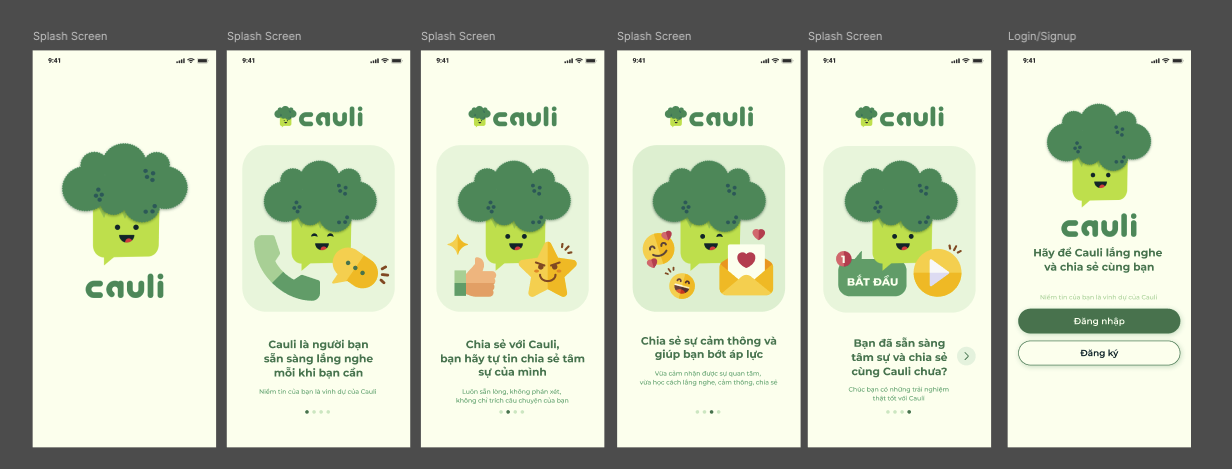 Splash Screen
9:41
cauli
Splash Screen
9:41
cauli
Cauli là người bạn
sẵn sàng lắng nghe
mỗi khi bạn cần
Niềm tin của bạn là vinh dự của Cauli
Splash Screen
9:41
cauli
Chia sẻ với Cauli,
bạn hãy tự tin chia sẻ tâm
sự của mình
Luôn sẵn lòng, không phán xét,
không chỉ trích câu chuyện của bạn
Splash Screen
9:41
cauli
Chia sẻ sự cảm thông và
giúp bạn bớt áp lực
Vừa cảm nhận được sự quan tâm,
vừa học cách lắng nghe, cảm thông, chia sẻ
Splash Screen
9:41
cauli
1
BẮT ĐẦU
Bạn đã sẵn sàng
tâm sự và chia sẻ
cùng Cauli chưa?
Chúc bạn có những trải nghiệm
thật tốt với Cauli
Login/Signup
9:41
cauli
Hãy để Cauli lắng nghe
và chia sẻ cùng bạn
Niềm tin của bạn là vinh dự của Cauli
Đăng nhập
Đăng ký